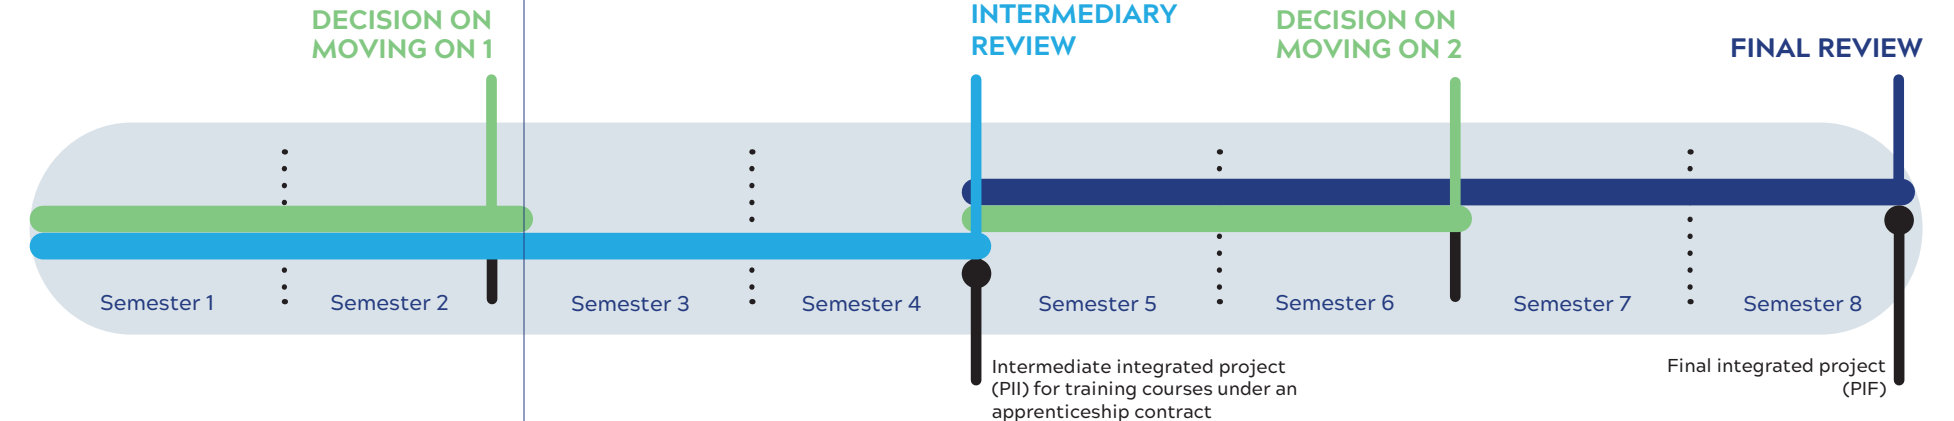 DECISION ON
MOVING ON 1
INTERMEDIARY
REVIEW
DECISION ON
MOVING ON 2
FINAL REVIEW
Semester 1
Semester 2
Semester 3
Semester 4
Semester 5
Semester 6
Semester 7
Semester 8
Intermediate integrated project
(PII) for training courses under an
apprenticeship contract
Final integrated project
(PIF)